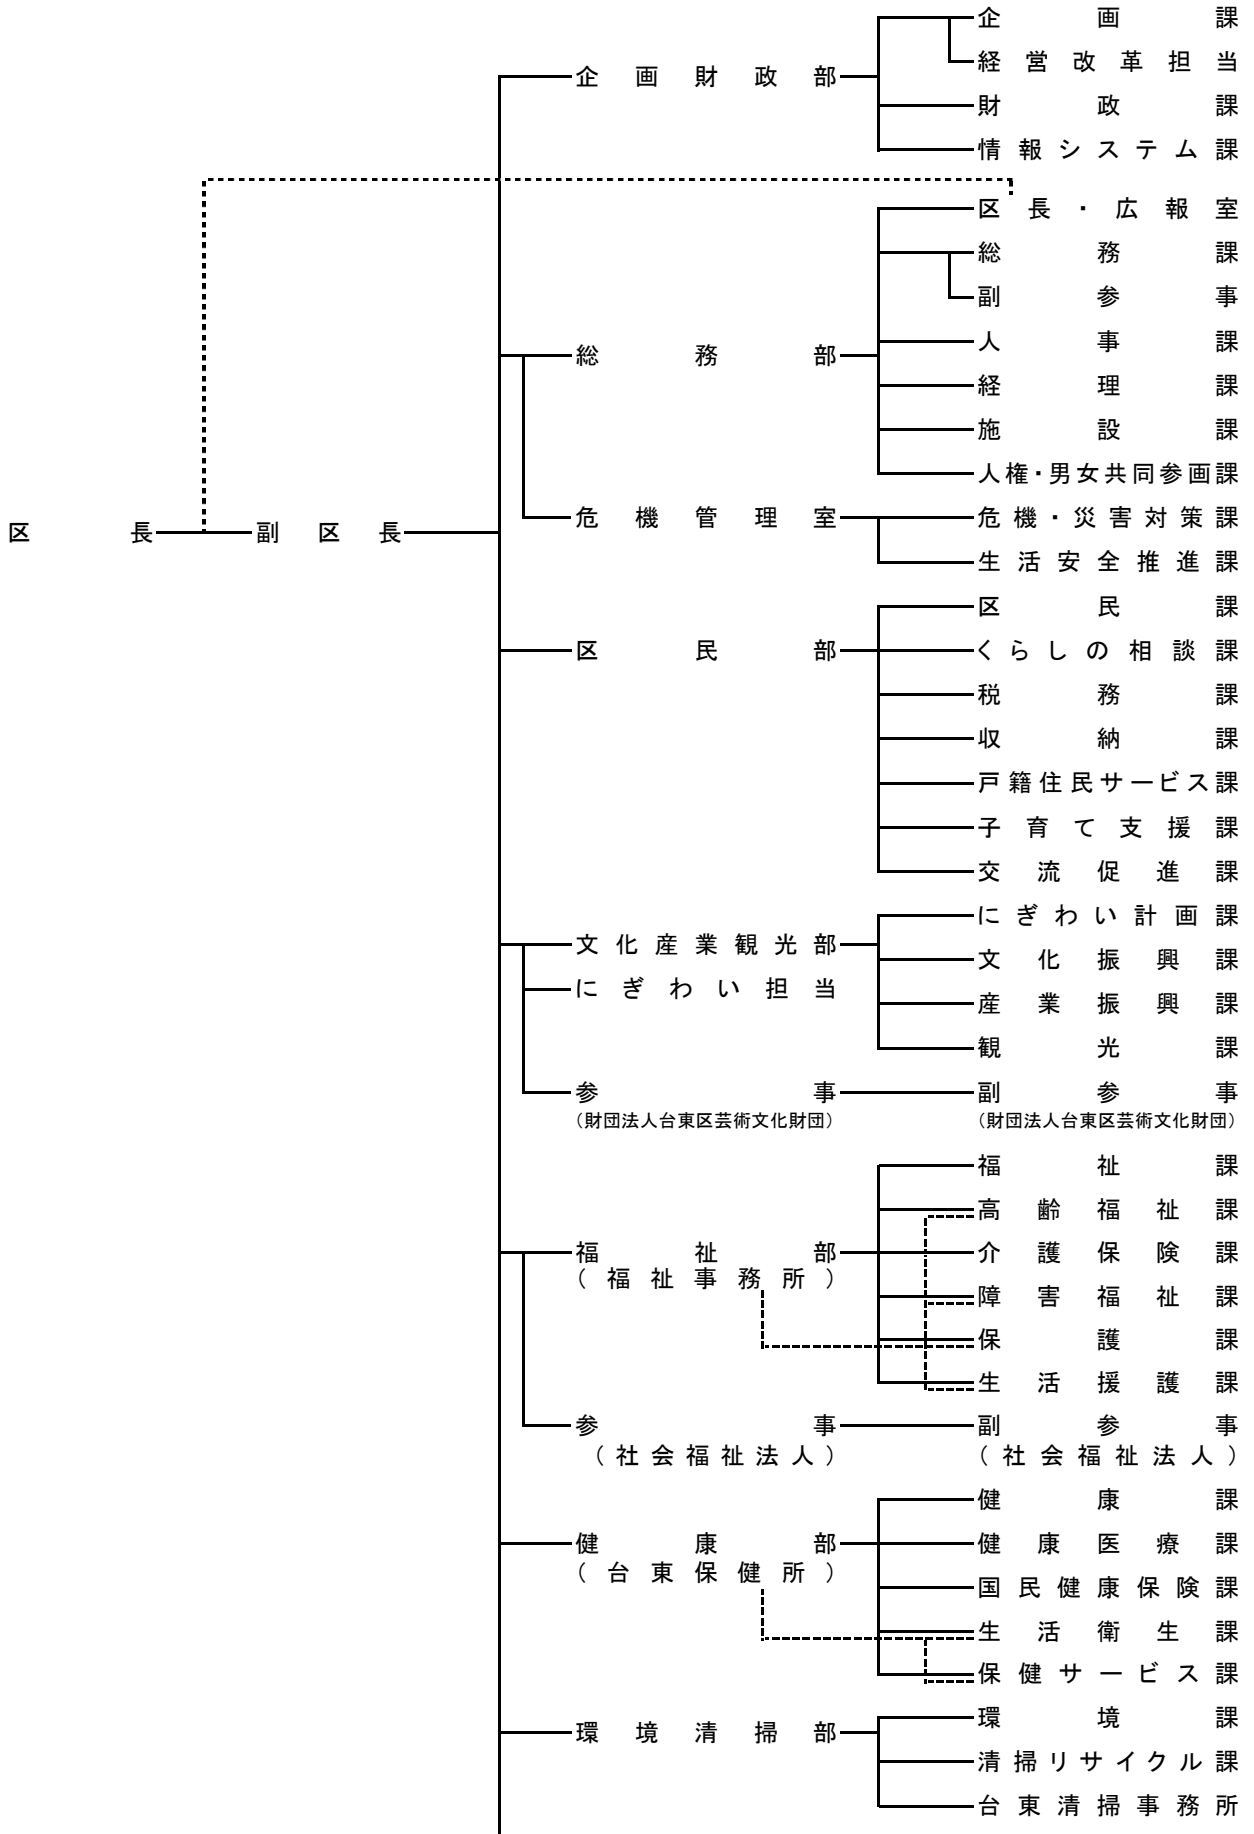 区長
副区長
企画財政部
企画課
経営改革担当
財政課
情報システム課
総務部
区長・広報室
総務課
副参事
人事課
経理課
施設課
人権・男女共同参画課
危機管理室
危機・災害対策課
生活安全推進課
区民部
区民課
くらしの相談課
税務課
収納課
戸籍住民サービス課
子育て支援課
交流促進課
文化産業観光部
にぎわい担当
にぎわい計画課
文化振興課
産業振興課
観光課
参事
（財団法人台東区芸術文化財団）
副参事
（財団法人台東区芸術文化財団）
福祉部
（福祉事務所）
福祉課
高齢福祉課
介護保険課
障害福祉課
保護課
生活援護課
参事
（社会福祉法人）
副参事
（社会福祉法人）
健康部
（台東保健所）
健康課
健康医療課
国民健康保険課
生活衛生課
保健サービス課
環境清掃部
環境課
清掃リサイクル課
台東清掃事務所